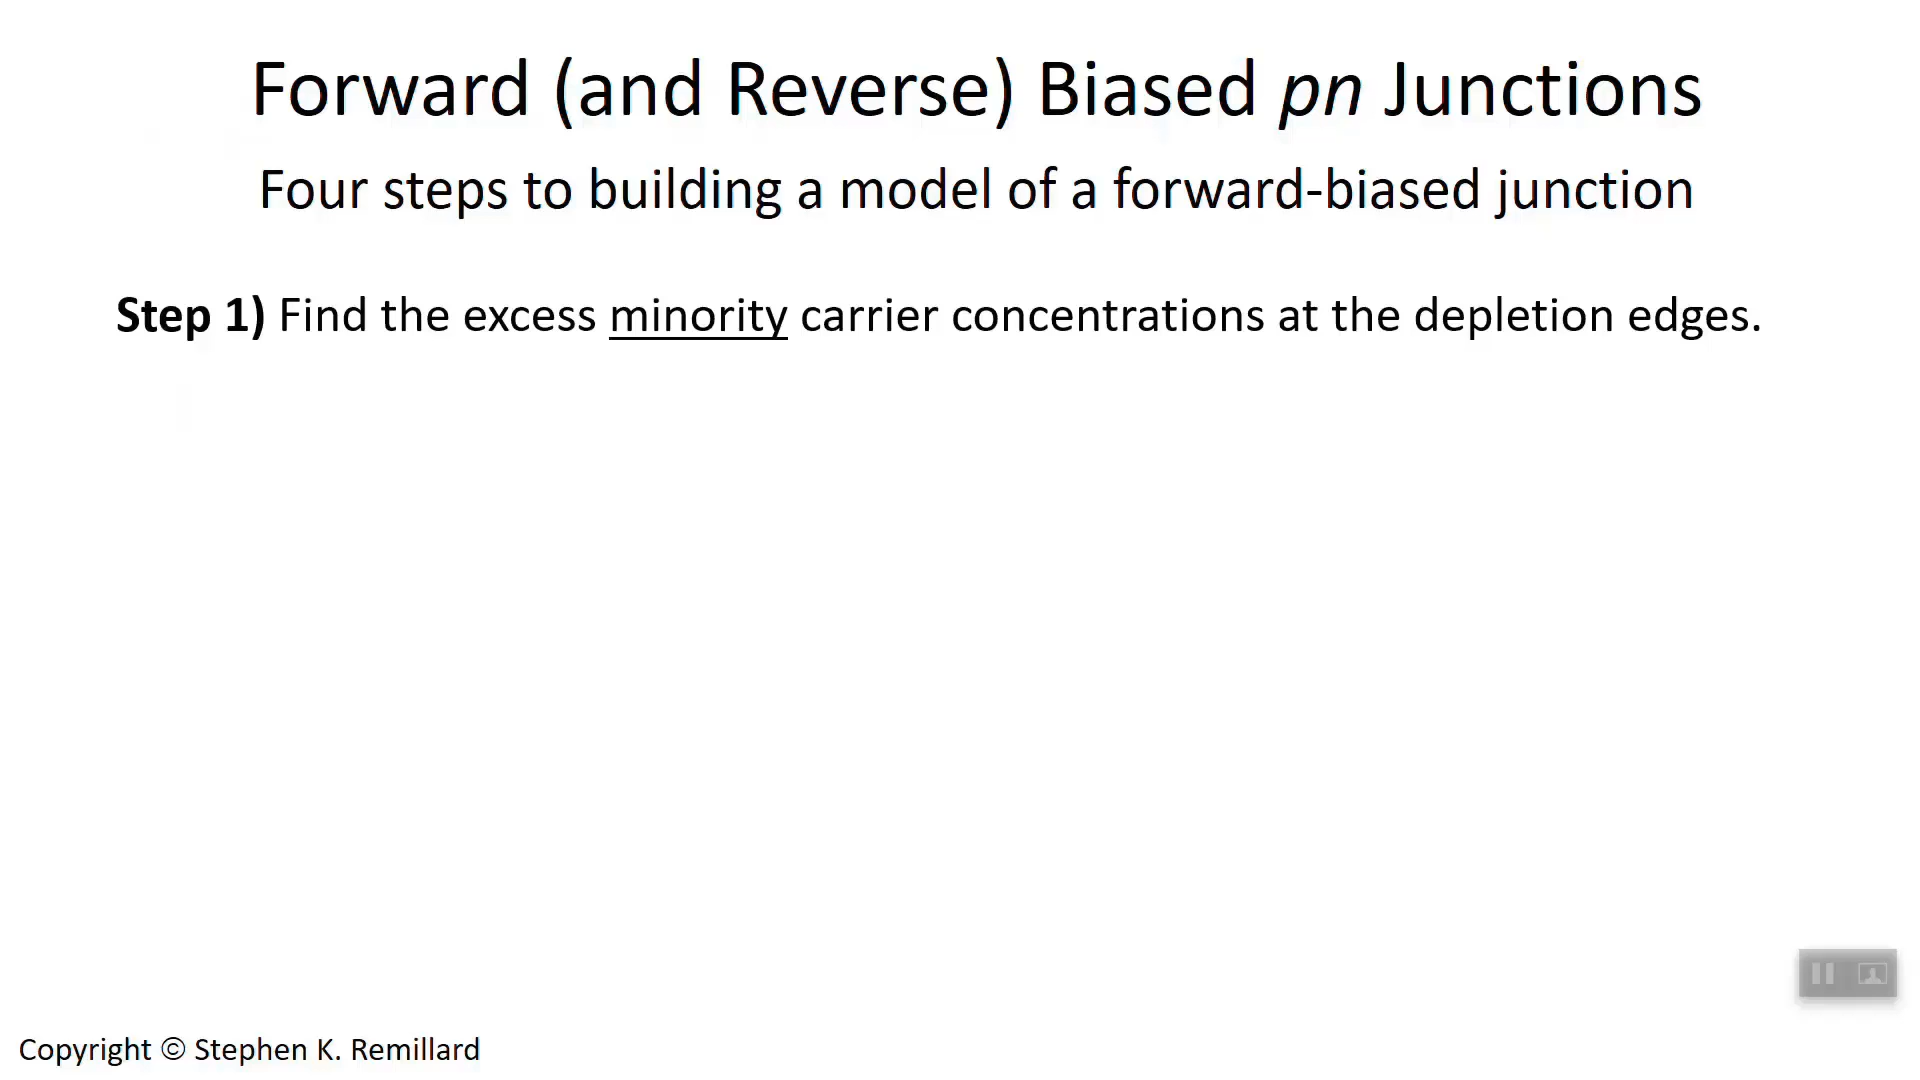 Forward (and Reverse) Biased pn Junctions
Four steps to building a model of a forward-biased junction
Step 1) Find the excess minority carrier concentrations at the depletion edges.
Copyright © Stephen K. Remillard